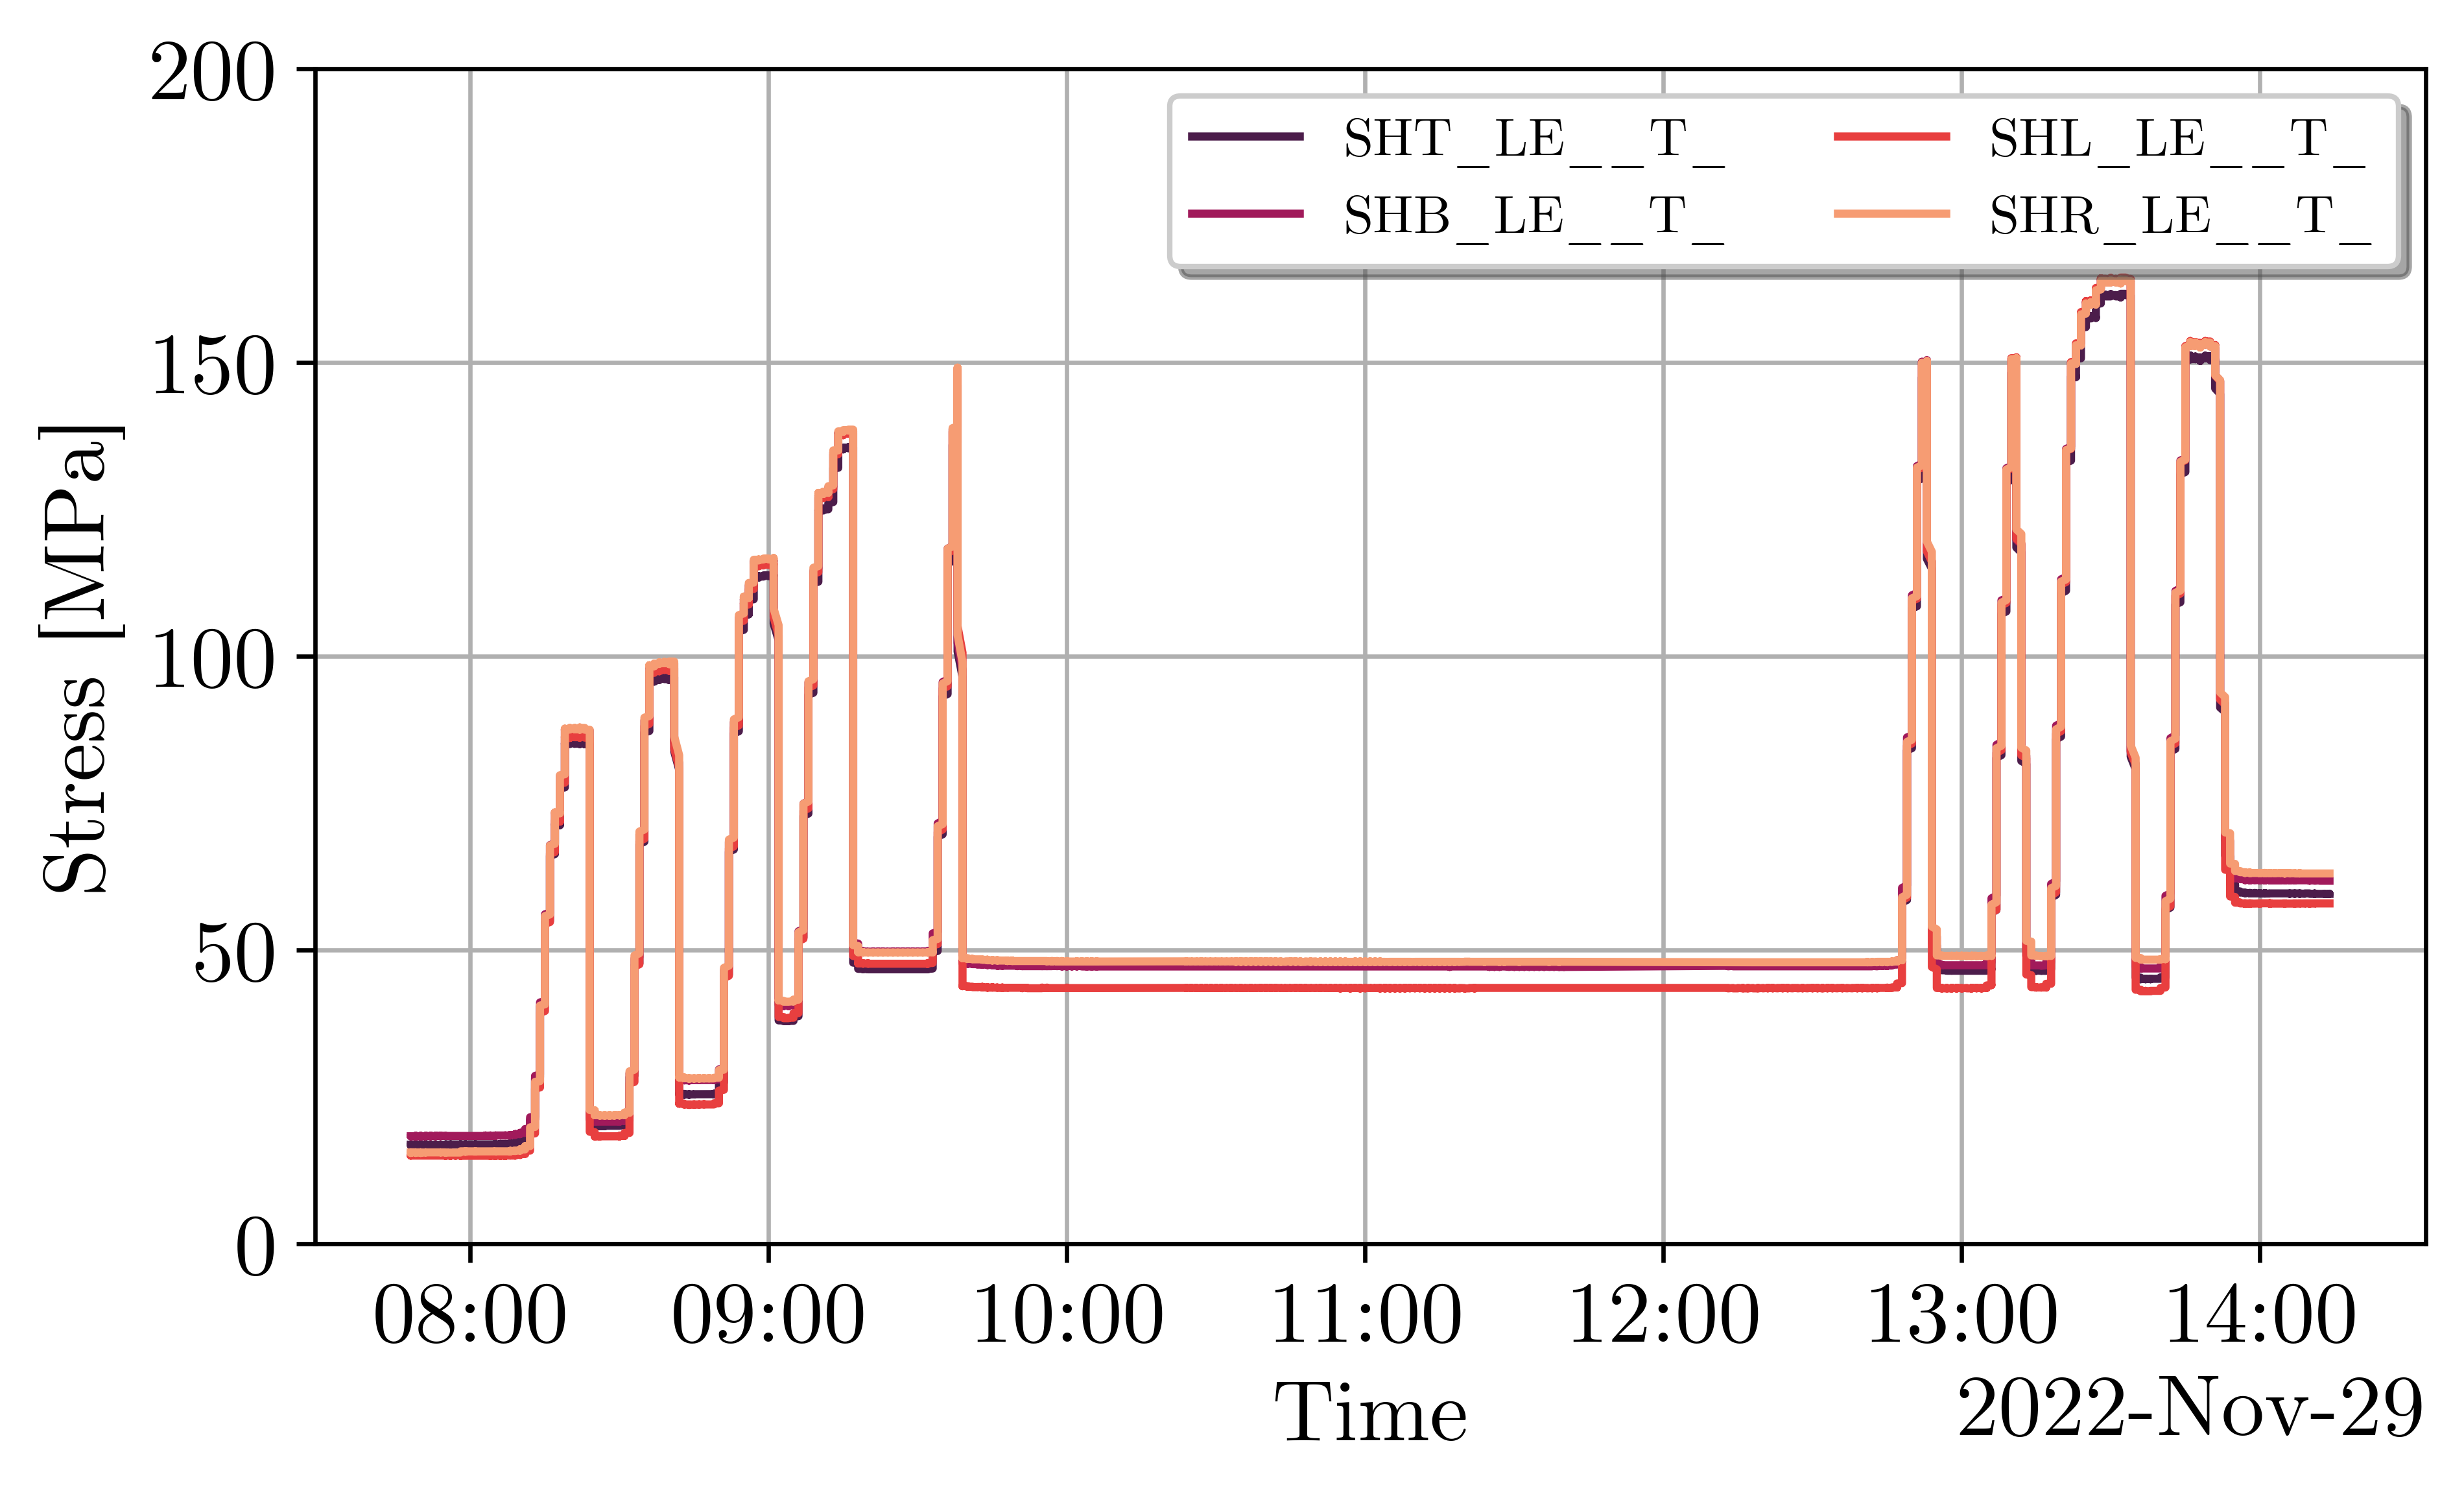 200
150
100
50
0
Stress [MPa]
SHT_LE__T_
SHB_LE__T_
SHL_LE__T_
SHR_LE__T_
08:00 09:00 10:00 11:00 12:00 13:00 14:00
Time
2022-Nov-29